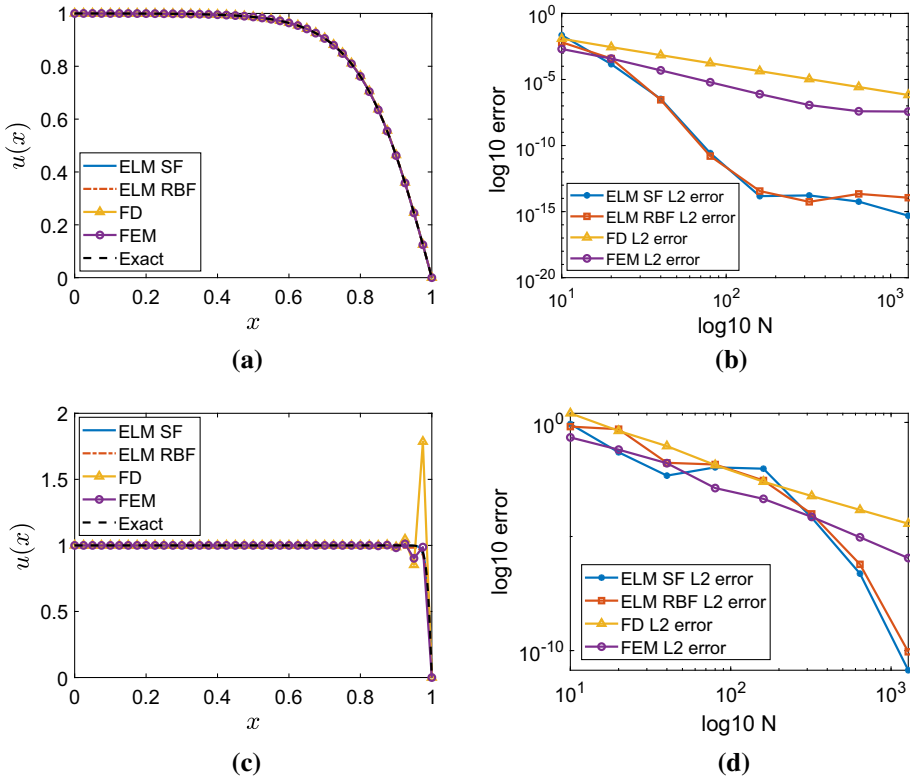 1
0.8
0.6
0.4
0.2
0
u(x)
ELM SF
ELM RBF
FD
FEM
Exact
0 0.2 0.4 0.6 0.8 1
x
(a)
10^0
10^-5
10^-10
10^-15
10^-20
log10 error
ELM SF L2 error
ELM RBF L2 error
FD L2 error
FEM L2 error
10^1 10^2 10^3
log10 N
(b)
2
1.5
1
0.5
0
u(x)
ELM SF
ELM RBF
FD
FEM
Exact
0 0.2 0.4 0.6 0.8 1
x
(c)
10^0
10^-10
log10 error
ELM SF L2 error
ELM RBF L2 error
FD L2 error
FEM L2 error
10^1 10^2 10^3
log10 N
(d)